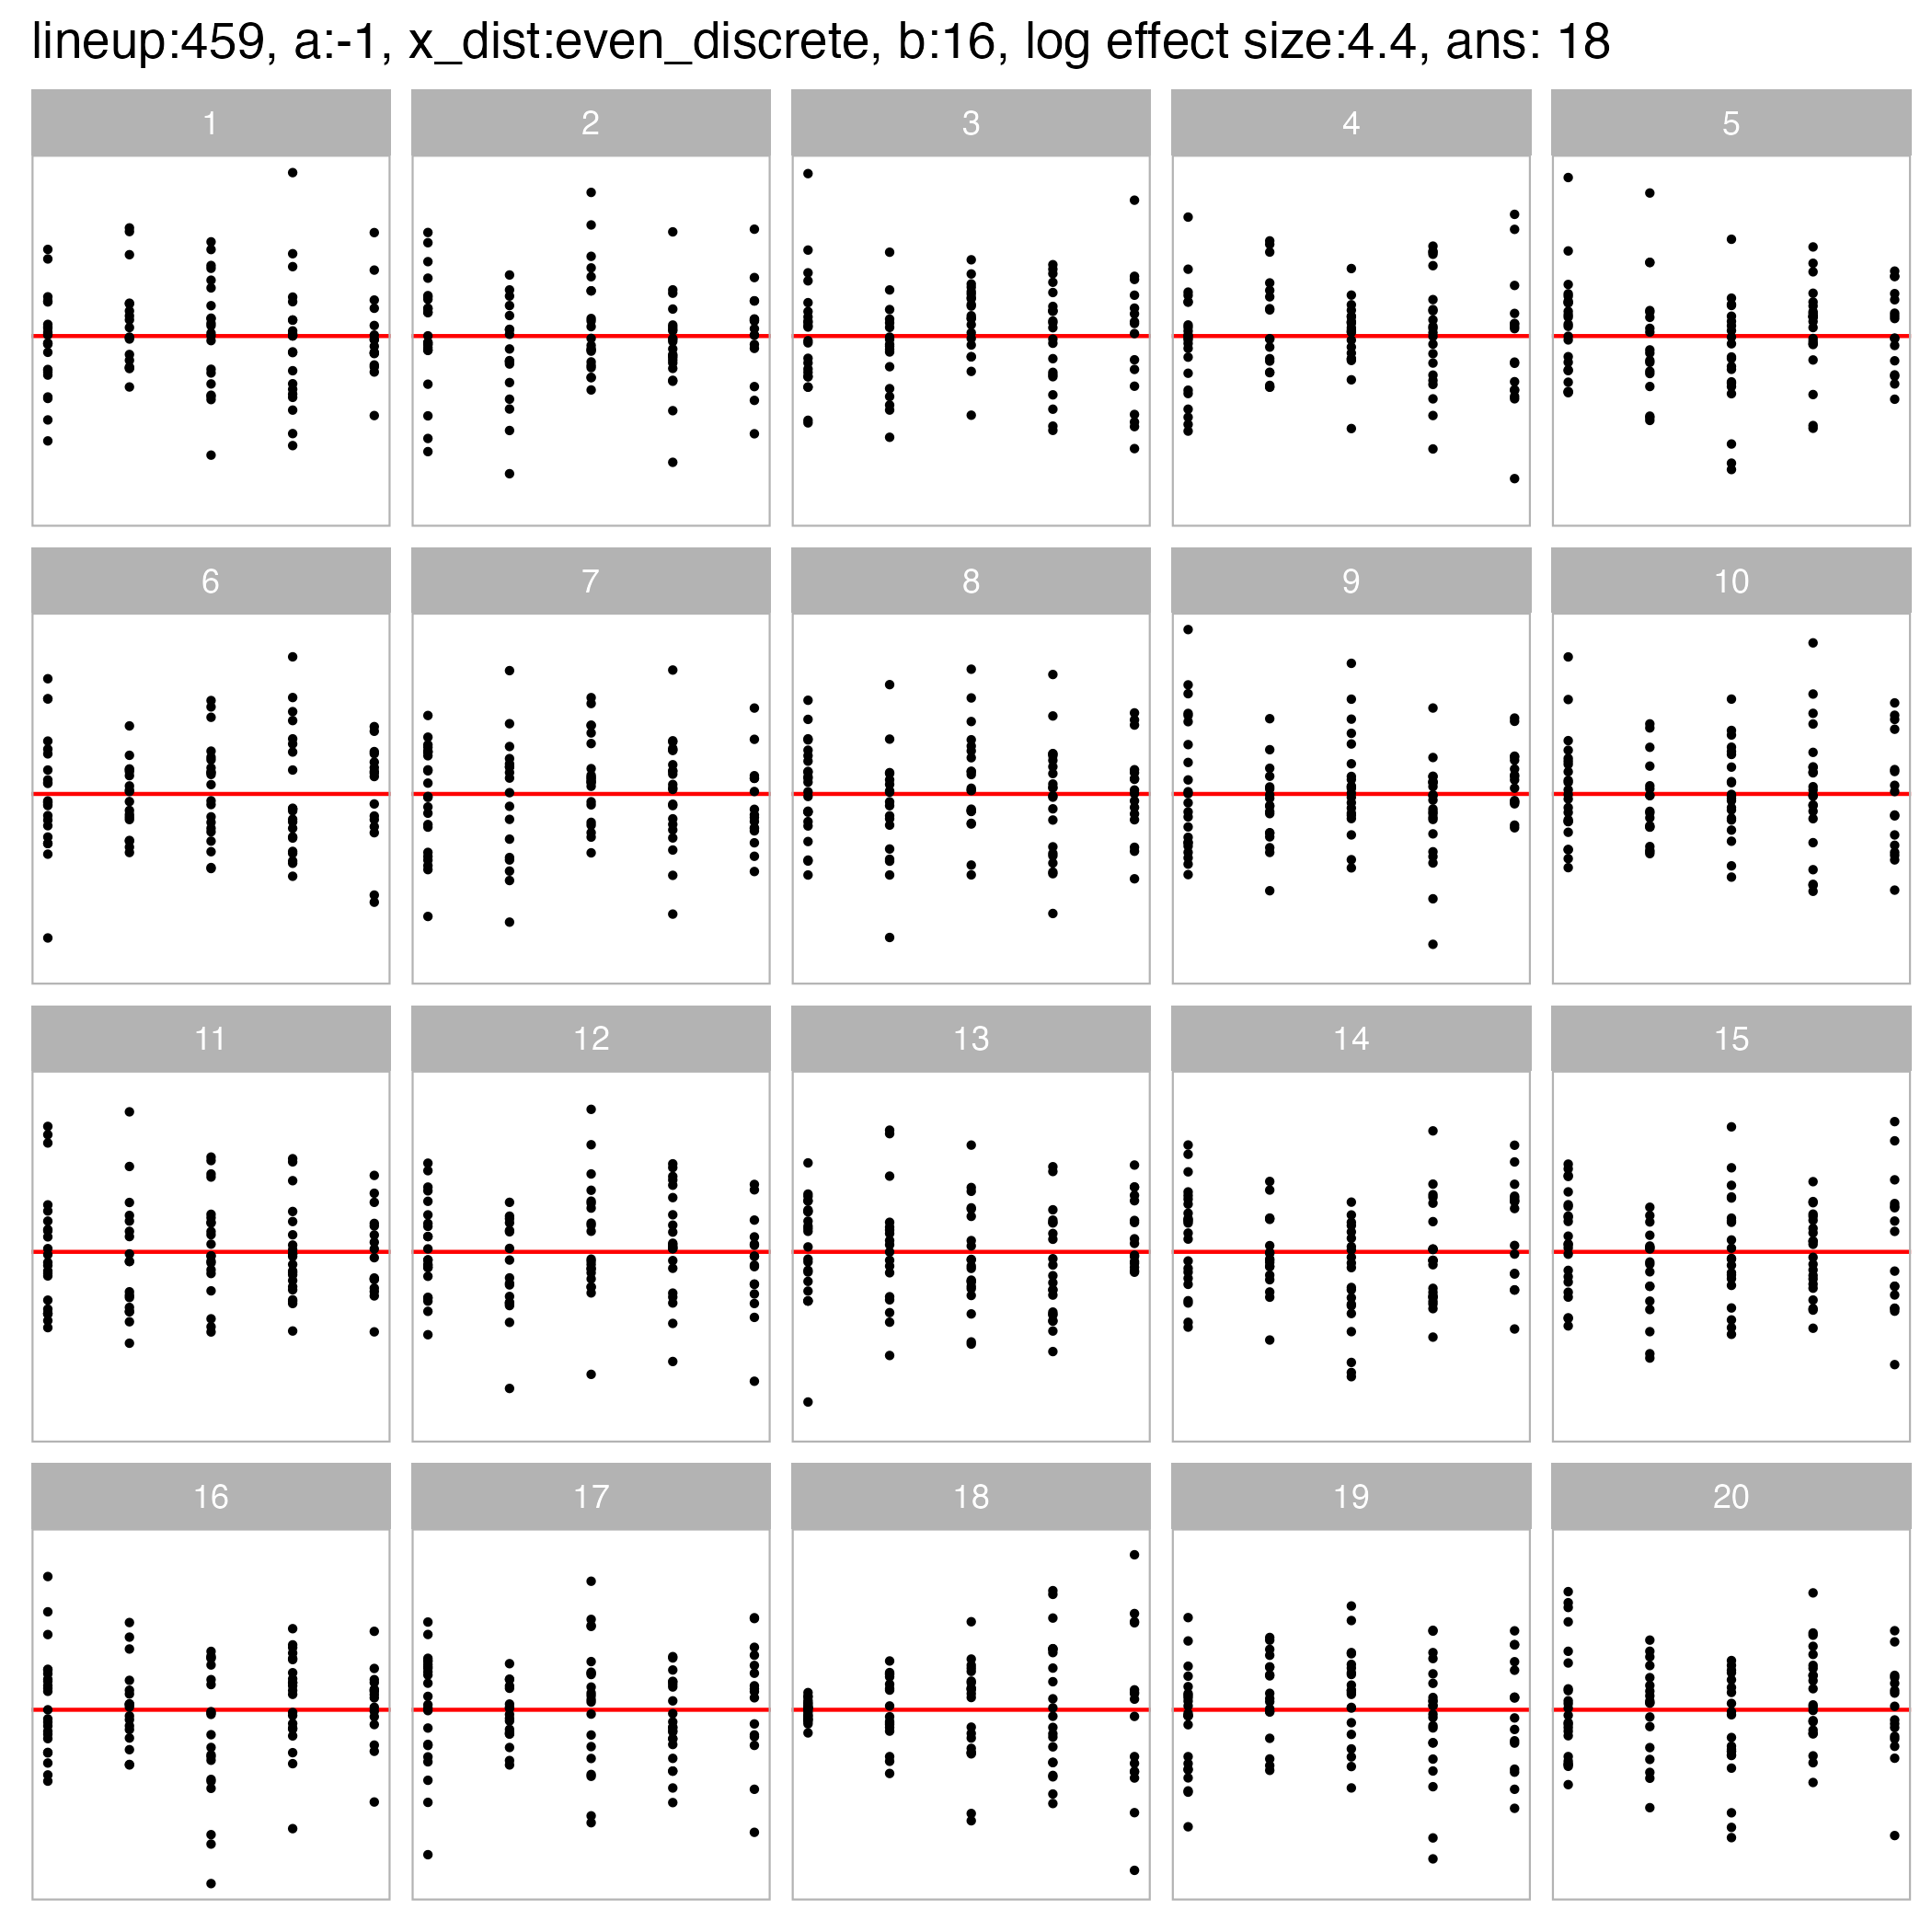 lineup:459, a:-1, x_dist:even_discrete, b:16, log effect size:4.4, ans: 18
1 2 3 4 5
6 7 8 9 10
11 12 13 14 15
16 17 18 19 20